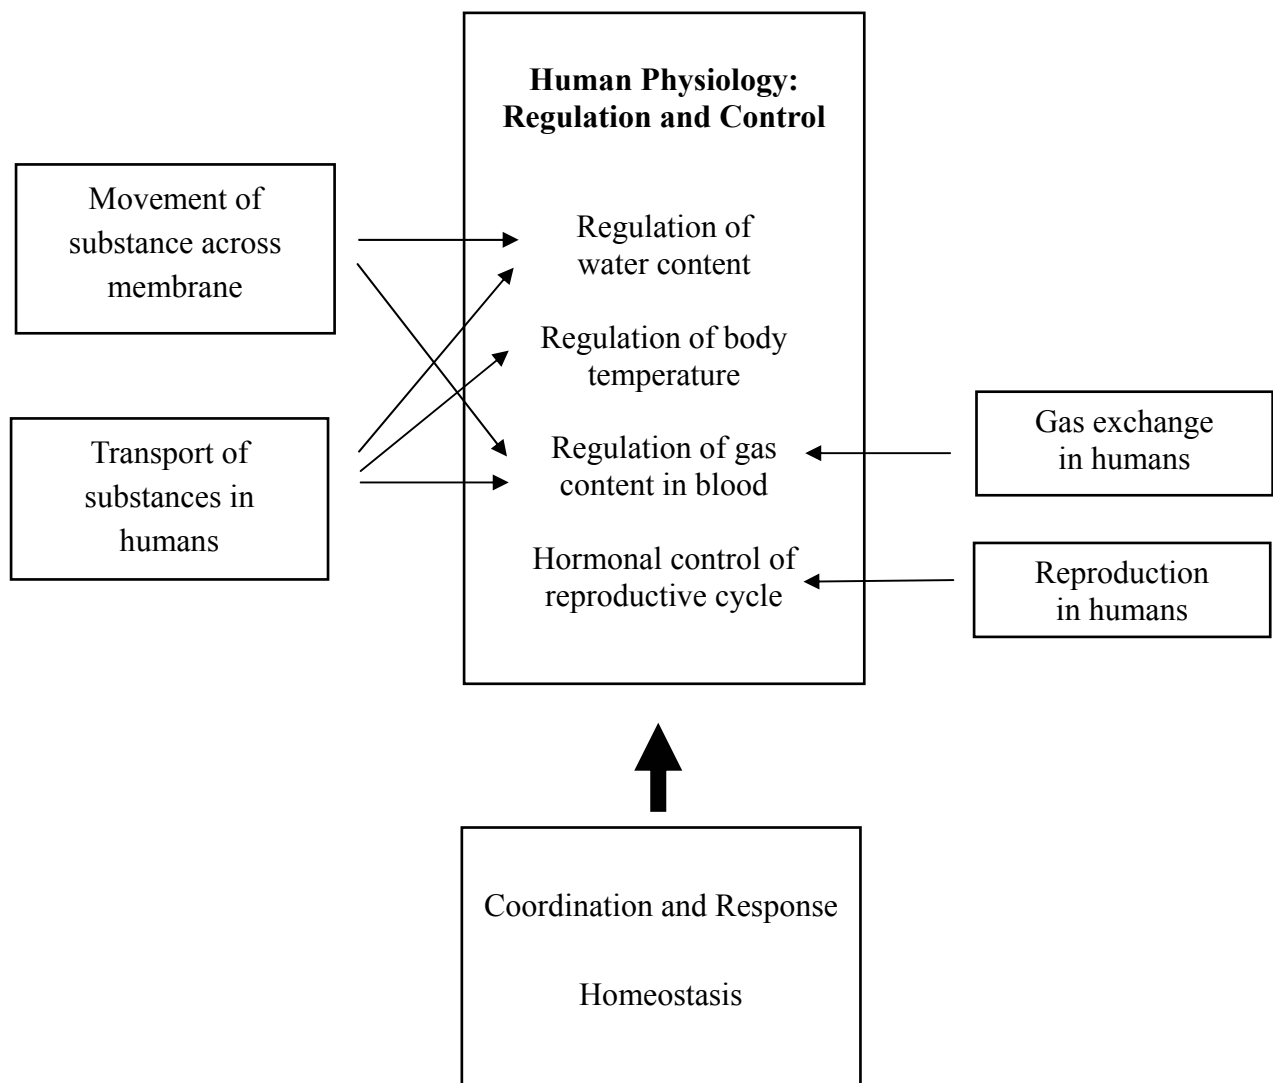 Human Physiology:
Regulation and Control
Movement of
substance across
membrane
Regulation of
water content
Regulation of body
temperature
Transport of
substances in
humans
Regulation of gas
content in blood
Gas exchange
in humans
Hormonal control of
reproductive cycle
Reproduction
in humans
Coordination and Response
Homeostasis